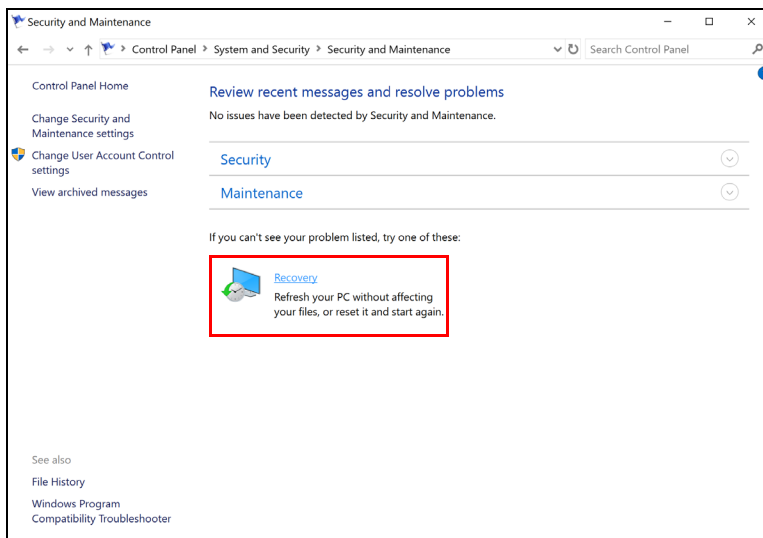 Security and Maintenance
Control Panel > System and Security > Security and Maintenance
Search Control Panel
Control Panel Home
Change Security and
Maintenance settings
Change User Account Control
settings
View archived messages
Review recent messages and resolve problems
No issues have been detected by Security and Maintenance.
Security
Maintenance
If you can't see your problem listed, try one of these:
Recovery
Refresh your PC without affecting
your files, or reset it and start again.
See also
File History
Windows Program
Compatibility Troubleshooter